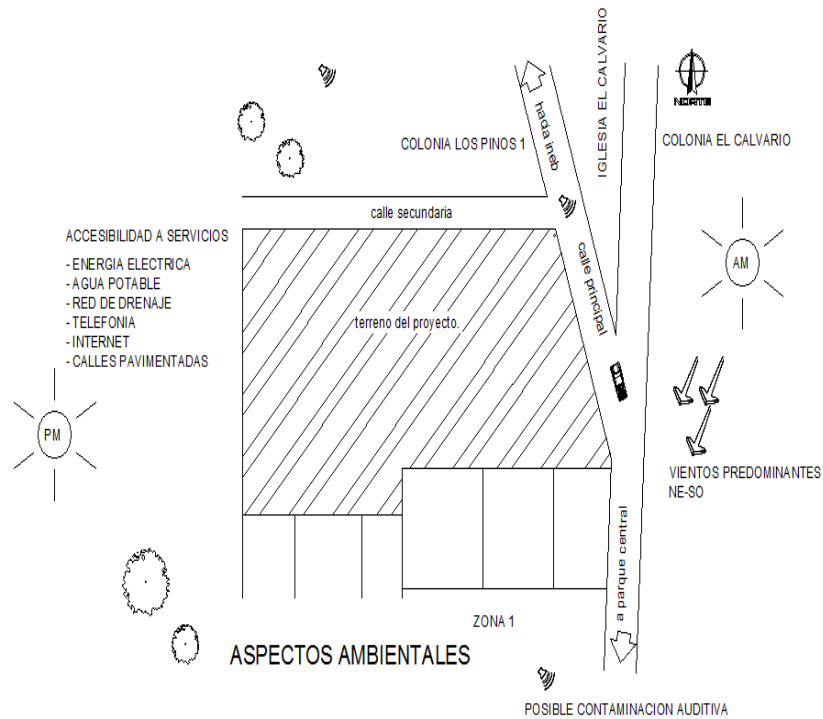 IGLESIA EL CALVARIO
NORTE
hacia ineb
COLONIA LOS PINOS 1
COLONIA EL CALVARIO
calle secundaria
ACCESIBILIDAD A SERVICIOS
- ENERGIA ELECTRICA
- AGUA POTABLE
- RED DE DRENAJE
- TELEFONIA
- INTERNET
- CALLES PAVIMENTADAS
calle principal
AM
terreno del proyecto.
PM
VIENTOS PREDOMINANTES
NE-SO
a parque central
ZONA 1
ASPECTOS AMBIENTALES
POSIBLE CONTAMINACION AUDITIVA